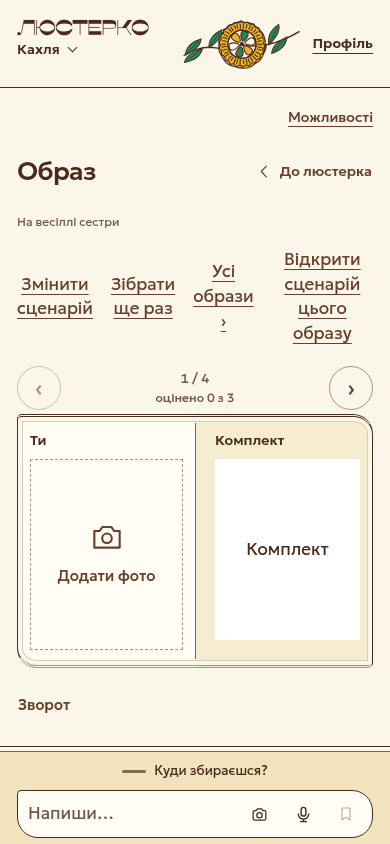 ЛЮСТЕРКО
Кахля
Профіль
Можливості
Образ
До люстерка
На весіллі сестри
Змінити
сценарій
Зібрати
ще раз
Усі
образи
›
Відкрити
сценарій
цього
образу
‹
1 / 4
оцінено 0 з 3
›
Ти
Комплект
Додати фото
Комплект
Зворот
Куди збираєшся?
Напиши...